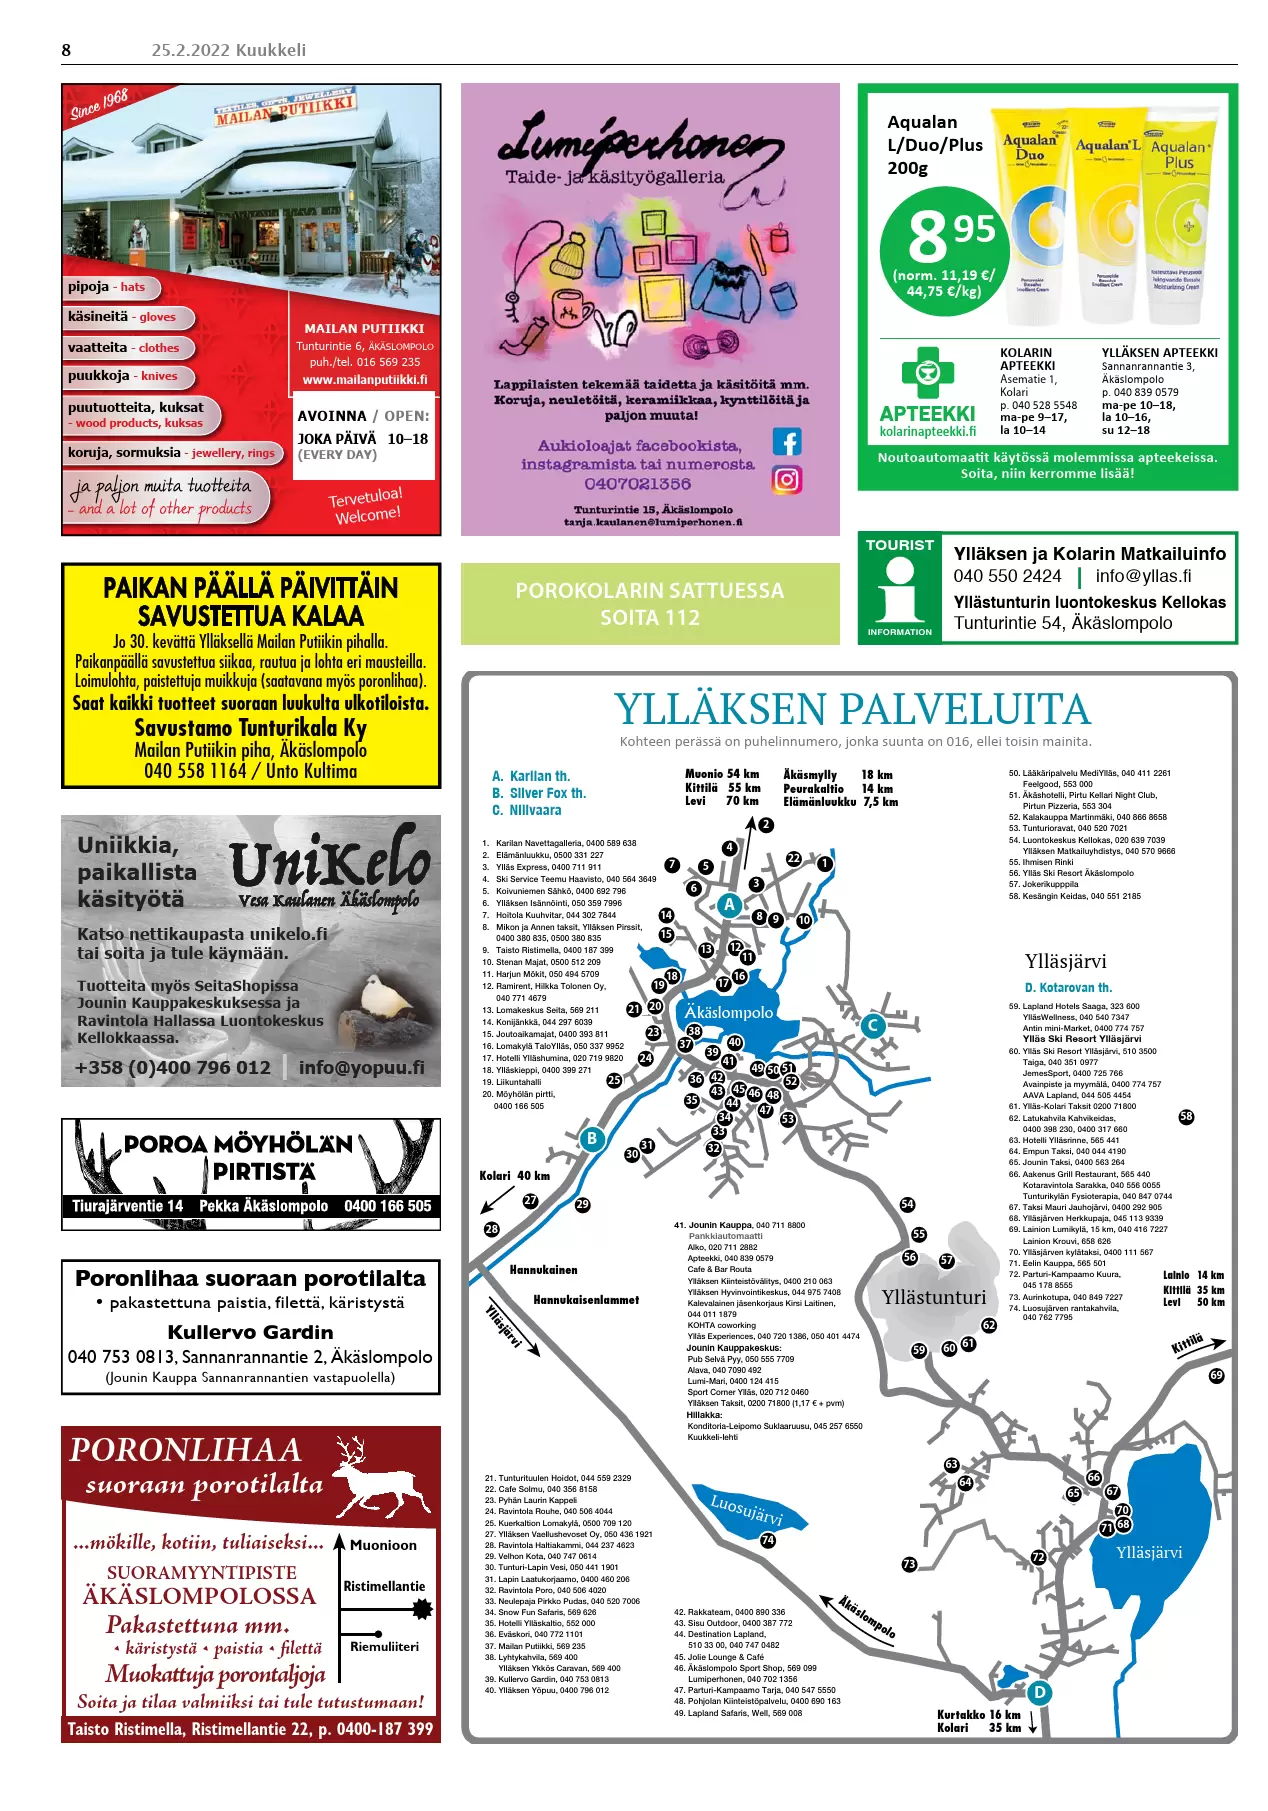 8 25.2.2022 Kuukkeli
Since 1968
TEXTILES, GIFTS, JEWELLERY
MAILAN PUTIIKKI
pipoja - hats
käsineitä - gloves
vaatteita - clothes
puukkoja - knives
puutuotteita, kuksat
- wood products, kuksas
koruja, sormuksia - jewellery, rings
ja paljon muita tuotteita
- and a lot of other products
MAILAN PUTIIKKI
Tunturintie 6, ÄKÄSLOMPOLO
puh./tel. 016 569 235
www.mailanputiikki.fi
AVOINNA / OPEN:
JOKA PÄIVÄ 10–18
(EVERY DAY)
Tervetuloa!
Welcome!
Lumiperhonen
Taide- ja käsityögalleria
Lappilaisten tekemää taidetta ja käsitöitä mm.
Koruja, neuletöitä, keramiikkaa, kynttilöitä ja
paljon muuta!
Aukioloajat facebookista,
instagramista tai numerosta
0407021356
Tunturintie 15, Äkäslompolo
tanja.kaulanen@lumiperhonen.fi
Aqualan
L/Duo/Plus
200g
8 95
(norm. 11,19 €/
44,75 €/kg)
Aqualan Duo
Aqualan L
Aqualan Plus
APTEEKKI
kolarinapteekki.fi
KOLARIN
APTEEKKI
Asematie 1,
Kolari
p. 040 528 5548
ma-pe 9–17,
la 10–14
YLLÄKSEN APTEEKKI
Sannanrannantie 3,
Äkäslompolo
p. 040 839 0579
ma-pe 10–18,
la 10–16,
su 12–18
Noutoautomaatit käytössä molemmissa apteekeissa.
Soita, niin kerromme lisää!
PAIKAN PÄÄLLÄ PÄIVITTÄIN
SAVUSTETTUA KALAA
Jo 30. kevättä Ylläksellä Mailan Putiikin pihalla.
Paikanpäällä savustettua siikaa, rautua ja lohta eri mausteilla.
Loimulohta, paistettuja muikkuja (saatavana myös poronlihaa).
Saat kaikki tuotteet suoraan luukulta ulkotiloista.
Savustamo Tunturikala Ky
Mailan Putiikin piha, Äkäslompolo
040 558 1164 / Unto Kultima
POROKOLARIN SATTUESSA
SOITA 112
TOURIST
INFORMATION
Ylläksen ja Kolarin Matkailuinfo
040 550 2424 | info@yllas.fi
Yllästunturin luontokeskus Kellokas
Tunturintie 54, Äkäslompolo
Uniikkia,
paikallista
käsityötä
UniKelo
Vesa Kaulanen Äkäslompolo
Katso nettikaupasta unikelo.fi
tai soita ja tule käymään.
Tuotteita myös SeitaShopissa
Jounin Kauppakeskuksessa ja
Ravintola Hallassa Luontokeskus
Kellokkaassa.
+358 (0)400 796 012 | info@yopuu.fi
POROA MÖYHÖLÄN
PIRTISTÄ
Tiurajärventie 14 Pekka Äkäslompolo 0400 166 505
Poronlihaa suoraan porotilalta
• pakastettuna paistia, filettä, käristystä
Kullervo Gardin
040 753 0813, Sannanrannantie 2, Äkäslompolo
(Jounin Kauppa Sannanrannantien vastapuolella)
PORONLIHAA
suoraan porotilalta
...mökille, kotiin, tuliaiseksi...
SUORAMYYNTIPISTE
ÄKÄSLOMPOLOSSA
Pakastettuna mm.
• käristystä • paistia • filettä
Muokattuja porontaljoja
Soita ja tilaa valmiiksi tai tule tutustumaan!
Muonioon
Ristimellantie
Riemuliiteri
Taisto Ristimella, Ristimellantie 22, p. 0400-187 399
YLLÄKSEN PALVELUITA
Kohteen perässä on puhelinnumero, jonka suunta on 016, ellei toisin mainita.
A. Karilan th.
B. Silver Fox th.
C. Niilivaara
Muonio 54 km
Kittilä 55 km
Levi 70 km
Äkäsmylly 18 km
Peurakaltio 14 km
Elämänluukku 7,5 km
1. Karilan Navettagalleria, 0400 589 638
2. Elämänluukku, 0500 331 227
3. Ylläs Express, 0400 711 911
4. Ski Service Teemu Haavisto, 040 564 3649
5. Koivuniemen Sähkö, 0400 692 796
6. Ylläksen Isännöinti, 050 359 7996
7. Hoitola Kuuhvitar, 044 302 7844
8. Mikon ja Annen taksit, Ylläksen Pirssit,
0400 380 835, 0500 380 835
9. Taisto Ristimella, 0400 187 399
10. Stenan Majat, 0500 512 209
11. Harjun Mökit, 050 494 5709
12. Ramirent, Hilkka Tolonen Oy,
040 771 4679
13. Lomakeskus Seita, 569 211
14. Konijänkkä, 044 297 6039
15. Joutoaikamajat, 0400 393 811
16. Lomakylä TaloYlläs, 050 337 9952
17. Hotelli Ylläshumina, 020 719 9820
18. Ylläskieppi, 0400 399 271
19. Liikuntahalli
20. Möyhölän pirtti,
0400 166 505
50. Lääkäripalvelu MediYlläs, 040 411 2261
Feelgood, 553 000
51. Äkäshotelli, Pirtu Kellari Night Club,
Pirtun Pizzeria, 553 304
52. Kalakauppa Martinmäki, 040 866 8658
53. Tunturioravat, 040 520 7021
54. Luontokeskus Kellokas, 020 639 7039
Ylläksen Matkailuyhdistys, 040 570 9666
55. Ihmisen Rinki
56. Ylläs Ski Resort Äkäslompolo
57. Jokerikupppila
58. Kesängin Keidas, 040 551 2185
Ylläsjärvi
D. Kotarovan th.
59. Lapland Hotels Saaga, 323 600
YlläsWellness, 040 540 7347
Antin mini-Market, 0400 774 757
Ylläs Ski Resort Ylläsjärvi
60. Ylläs Ski Resort Ylläsjärvi, 510 3500
Taiga, 040 351 0977
JemesSport, 0400 725 766
Avainpiste ja myymälä, 0400 774 757
AAVA Lapland, 044 505 4454
61. Ylläs-Kolari Taksit 0200 71800
62. Latukahvila Kahvikeidas,
0400 398 230, 0400 317 660
63. Hotelli Ylläsrinne, 565 441
64. Empun Taksi, 040 044 4190
65. Jounin Taksi, 0400 563 264
66. Aakenus Grill Restaurant, 565 440
Kotaravintola Sarakka, 040 556 0055
Tunturikylän Fysioterapia, 040 847 0744
67. Taksi Mauri Jauhojärvi, 0400 292 905
68. Ylläsjärven Herkkupaja, 045 113 9339
69. Lainion Lumikylä, 15 km, 040 416 7227
Lainion Krouvi, 658 626
70. Ylläsjärven kylätaksi, 0400 111 567
71. Eelin Kauppa, 565 501
72. Parturi-Kampaamo Kuura,
045 178 8555
73. Aurinkotupa, 040 849 7227
74. Luosujärven rantakahvila,
040 762 7795
Lainio 14 km
Kittilä 35 km
Levi 50 km
41. Jounin Kauppa, 040 711 8800
Pankkiautomaatti
Alko, 020 711 2882
Apteekki, 040 839 0579
Cafe & Bar Routa
Ylläksen Kiinteistövälitys, 0400 210 063
Ylläksen Hyvinvointikeskus, 044 975 7408
Kalevalainen jäsenkorjaus Kirsi Laitinen,
044 011 1879
KOHTA coworking
Ylläs Experiences, 040 720 1386, 050 401 4474
Jounin Kauppakeskus:
Pub Selvä Pyy, 050 555 7709
Alava, 040 7090 492
Lumi-Mari, 0400 124 415
Sport Corner Ylläs, 020 712 0460
Ylläksen Taksit, 0200 71800 (1,17 € + pvm)
Hillakka:
Konditoria-Leipomo Suklaaruusu, 045 257 6550
Kuukkeli-lehti
21. Tunturituulen Hoidot, 044 559 2329
22. Cafe Solmu, 040 356 8158
23. Pyhän Laurin Kappeli
24. Ravintola Rouhe, 040 506 4044
25. Kuerkaltion Lomakylä, 0500 709 120
27. Ylläksen Vaellushevoset Oy, 050 436 1921
28. Ravintola Haltiakammi, 044 237 4623
29. Velhon Kota, 040 747 0614
30. Tunturi-Lapin Vesi, 050 441 1901
31. Lapin Laatukorjaamo, 0400 460 206
32. Ravintola Poro, 040 506 4020
33. Neulepaja Pirkko Pudas, 040 520 7006
34. Snow Fun Safaris, 569 626
35. Hotelli Ylläskaltio, 552 000
36. Eväskori, 040 772 1101
37. Mailan Putiikki, 569 235
38. Lyhtykahvila, 569 400
Ylläksen Ykkös Caravan, 569 400
39. Kullervo Gardin, 040 753 0813
40. Ylläksen Yöpuu, 0400 796 012
42. Rakkateam, 0400 890 336
43. Sisu Outdoor, 0400 387 772
44. Destination Lapland,
510 33 00, 040 747 0482
45. Jolie Lounge & Café
46. Äkäslompolo Sport Shop, 569 099
Lumiperhonen, 040 702 1356
47. Parturi-Kampaamo Tarja, 040 547 5550
48. Pohjolan Kiinteistöpalvelu, 0400 690 163
49. Lapland Safaris, Well, 569 008
Kolari 40 km
Hannukainen
Hannukaisenlammet
Ylläsjärvi
Äkäslompolo
Yllästunturi
Luosujärvi
Ylläsjärvi
Kittilä
Äkäslompolo
Kurtakko 16 km
Kolari 35 km
A
B
C
D